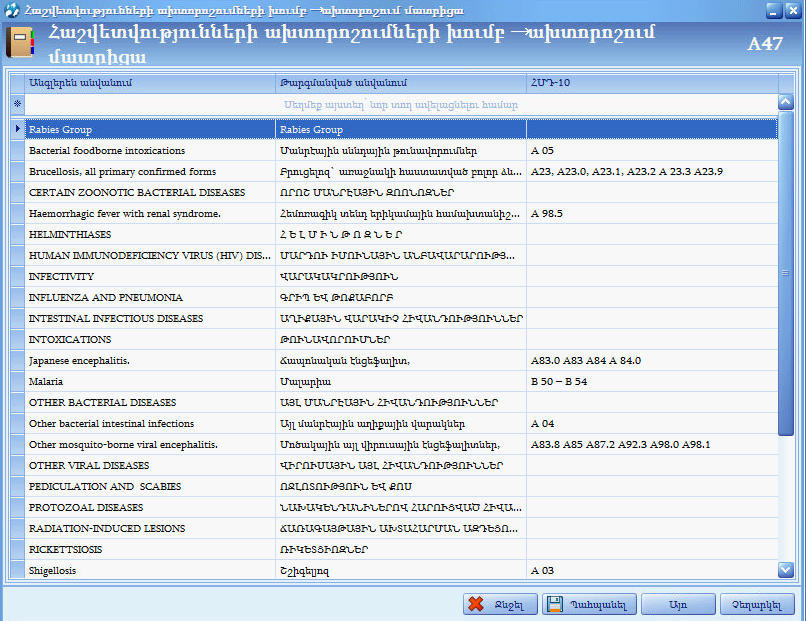 Հաշվետվությունների ախտորոշումների խումբ →ախտորոշում մատրիցա
Հաշվետվությունների ախտորոշումների խումբ →ախտորոշում
մատրիցա
A47
Անգլերեն անվանում Թարգմանված անվանում ՀՄԴ-10
Սեղմեք այստեղ՝ նոր տող ավելացնելու համար
Rabies Group Rabies Group
Bacterial foodborne intoxications Մանրէային սննդային թունավորումներ A 05
Brucellosis, all primary confirmed forms Բրուցելոզ՝ առաջնակի հաստատված բոլոր ձև... A23, A23.0, A23.1, A23.2 A 23.3 A23.9
CERTAIN ZOONOTIC BACTERIAL DISEASES ՈՐՈՇ ՄԱՆՐԷԱՅԻՆ ԶՈՈՆՈԶՆԵՐ
Haemorrhagic fever with renal syndrome. Հեմոռագիկ տենդ երիկամային համախտանիշ... A 98.5
HELMINTHIASES Հ Ե Լ Մ Ի Ն Թ Ո Զ Ն Ե Ր
HUMAN IMMUNODEFICIENCY VIRUS (HIV) DIS... ՄԱՐԴՈՒ ԻՄՈՒՆԱՅԻՆ ԱՆԲԱՎԱՐԱՐՈՒԹՅ...
INFECTIVITY ՎԱՐԱԿԱԿՐՈՒԹՅՈՒՆ
INFLUENZA AND PNEUMONIA ԳՐԻՊ ԵՎ ԹՈՔԱԲՈՐԲ
INTESTINAL INFECTIOUS DISEASES ԱՂԻՔԱՅԻՆ ՎԱՐԱԿԻՉ ՀԻՎԱՆԴՈՒԹՅՈՒՆՆԵՐ
INTOXICATIONS ԹՈՒՆԱՎՈՐՈՒՄՆԵՐ
Japanese encephalitis. Ճապոնական էնցեֆալիտ, A83.0 A83 A84 A 84.0
Malaria Մալարիա B 50 – B 54
OTHER BACTERIAL DISEASES ԱՅԼ ՄԱՆՐԷԱՅԻՆ ՀԻՎԱՆԴՈՒԹՅՈՒՆՆԵՐ
Other bacterial intestinal infections Այլ մանրէային աղիքային վարակներ A 04
Other mosquito-borne viral encephalitis. Մոծակային այլ վիրուսային էնցեֆալիտներ, A83.8 A85 A87.2 A92.3 A98.0 A98.1
OTHER VIRAL DISEASES ՎԻՐՈՒՍԱՅԻՆ ԱՅԼ ՀԻՎԱՆԴՈՒԹՅՈՒՆՆԵՐ
PEDICULATION AND  SCABIES ՈՋԼՈՏՈՒԹՅՈՒՆ ԵՎ ՔՈՍ
PROTOZOAL DISEASES ՆԱԽԱԿԵՆԴԱՆԻՆԵՐՈՎ ՀԱՐՈՒՑՎԱԾ ՀԻՎԱ...
RADIATION-INDUCED LESIONS ՃԱՌԱԳԱՅԹԱՅԻՆ ԱԽՏԱՀԱՐՄԱՆ ԱԶԴԵՑՈ...
RICKETTSIOSIS ՌԻԿԵՏՑԻՈԶՆԵՐ
Shigellosis Շշիգելյոզ A 03
Ջնջել Պահպանել Այո Չեղարկել